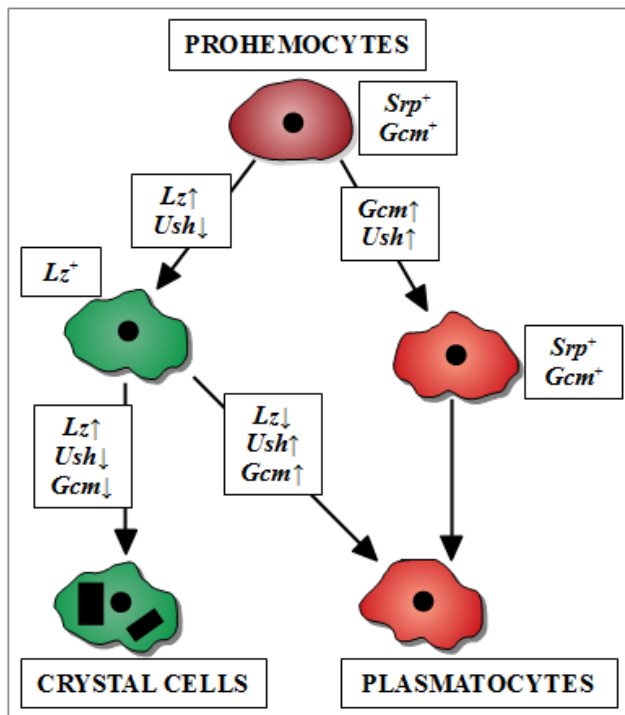 PROHEMOCYTES
Srp⁺
Gcm⁺
Lz↑
Ush↓
Gcm↑
Ush↑
Lz⁺
Srp⁺
Gcm⁺
Lz↑
Ush↓
Gcm↓
Lz↓
Ush↑
Gcm↑
CRYSTAL CELLS
PLASMATOCYTES